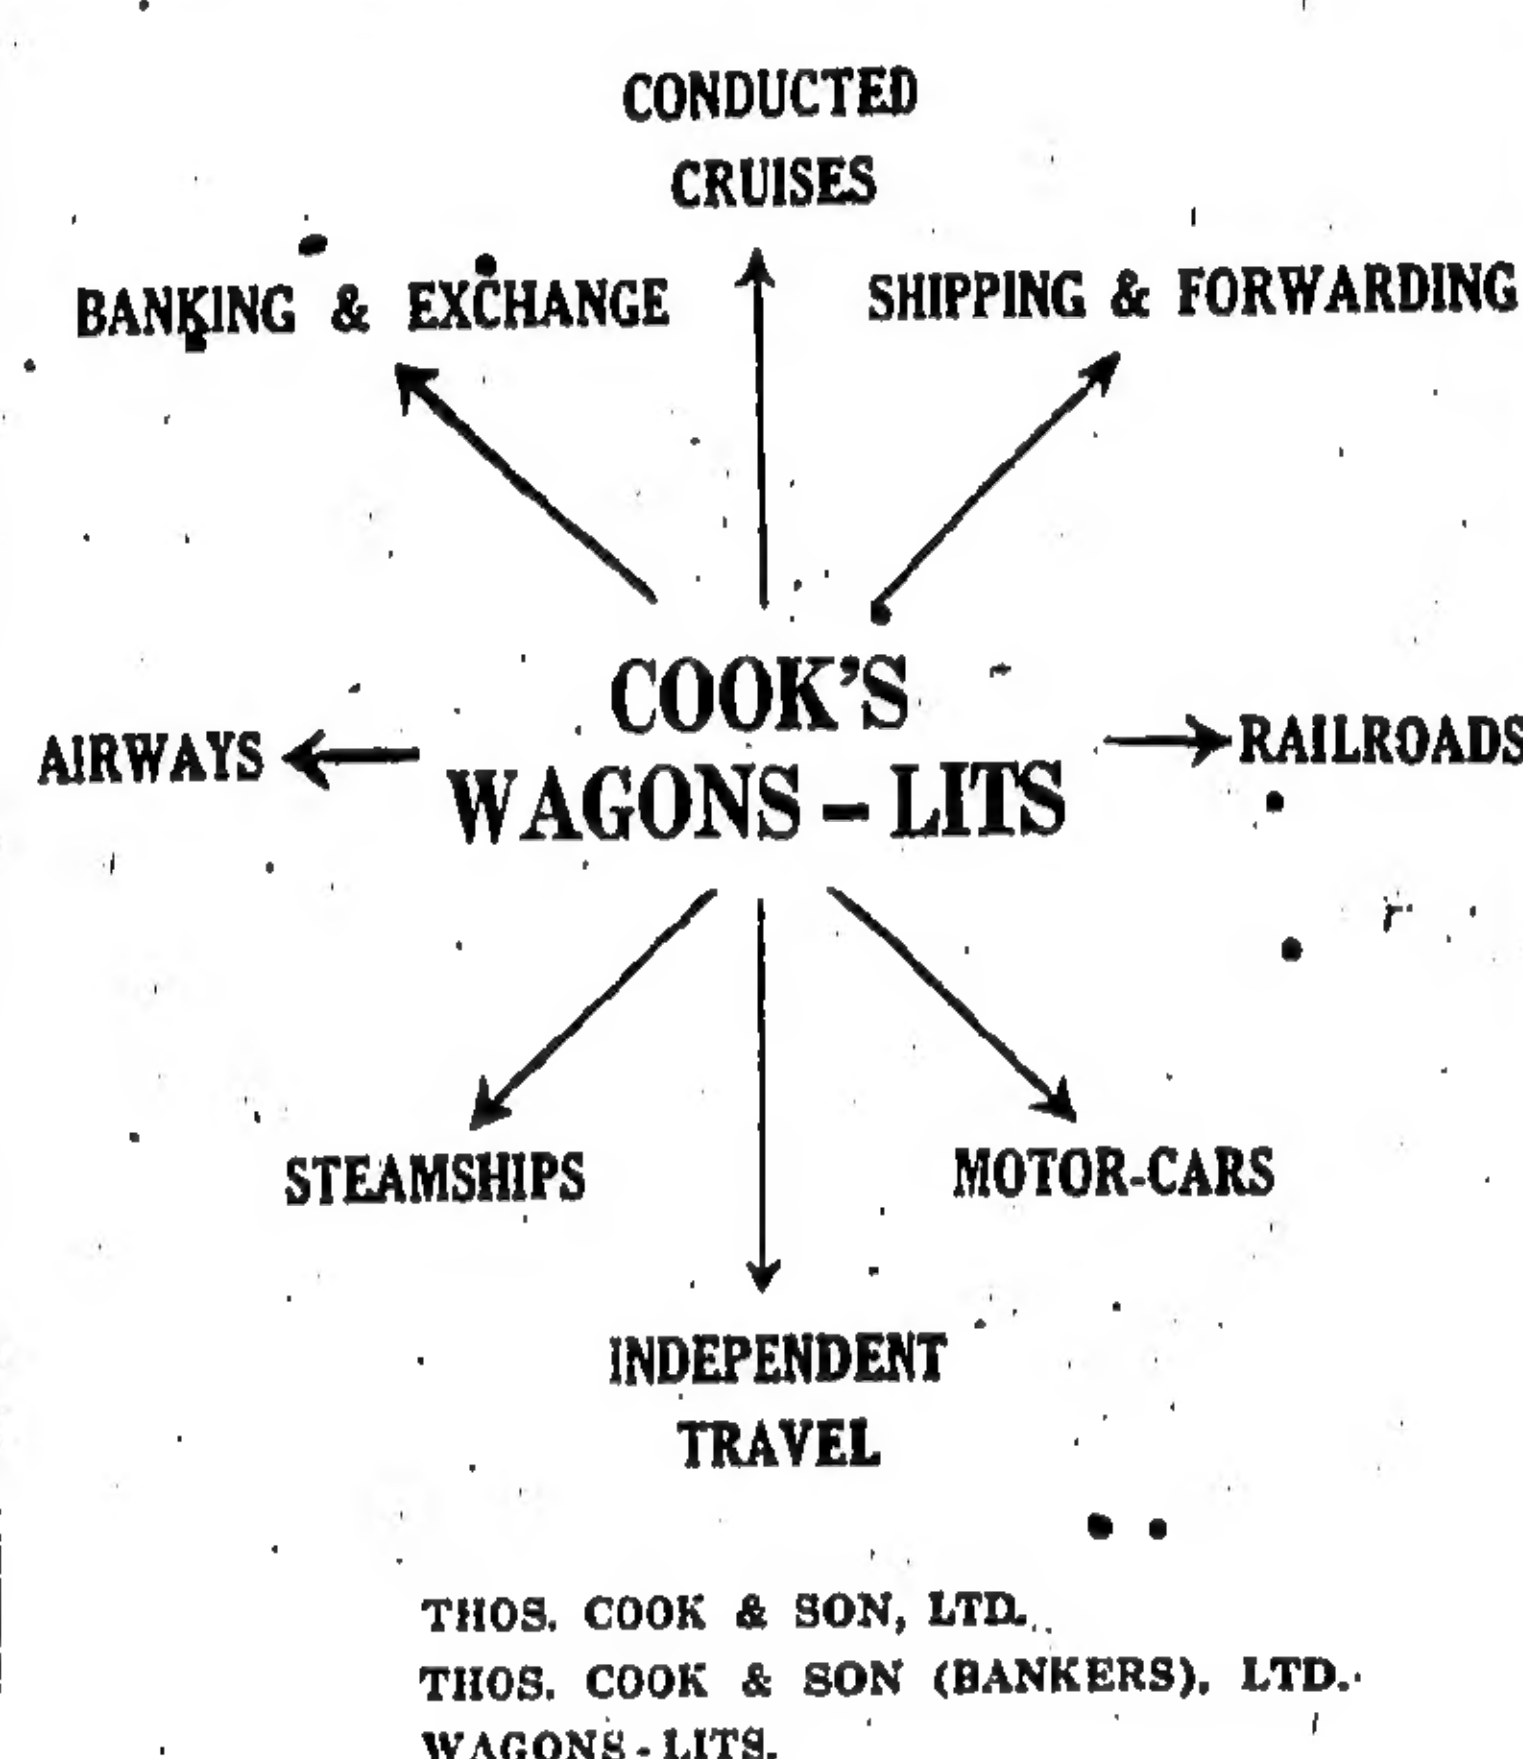 CONDUCTED
CRUISES
BANKING & EXCHANGE
SHIPPING & FORWARDING
COOK'S
WAGONS – LITS
AIRWAYS
RAILROADS
STEAMSHIPS
MOTOR-CARS
INDEPENDENT
TRAVEL
THOS. COOK & SON, LTD.
THOS. COOK & SON (BANKERS), LTD.
WAGONS - LITS.